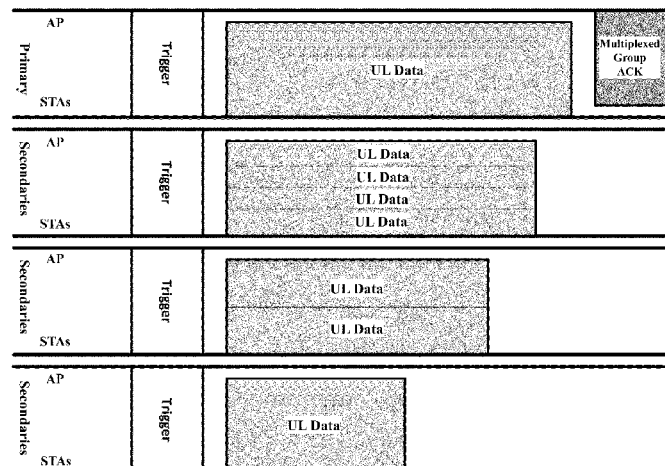 AP
Primary
STAs
Trigger
UL Data
Multiplexed
Group
ACK
AP
Secondaries
STAs
Trigger
UL Data
UL Data
UL Data
UL Data
AP
Secondaries
STAs
Trigger
UL Data
UL Data
AP
Secondaries
STAs
Trigger
UL Data